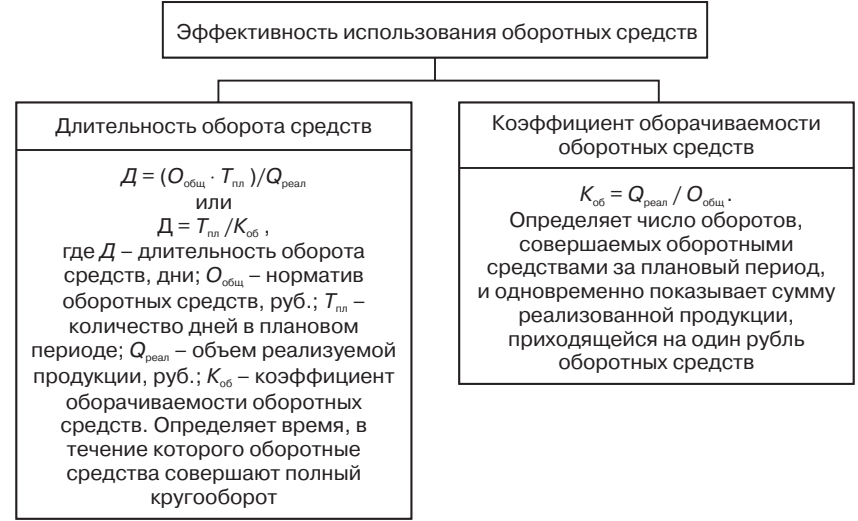 Эффективность использования оборотных средств
Длительность оборота средств
Д = (Oобщ · Tпл )/Qреал
или
Д = Tпл /Kоб ,
где Д – длительность оборота
средств, дни; Oобщ – норматив
оборотных средств, руб.; Tпл –
количество дней в плановом
периоде; Qреал – объем реализуемой
продукции, руб.; Kоб – коэффициент
оборачиваемости оборотных
средств. Определяет время, в
течение которого оборотные
средства совершают полный
кругооборот
Коэффициент оборачиваемости
оборотных средств
Kоб = Qреал / Oобщ .
Определяет число оборотов,
совершаемых оборотными
средствами за плановый период,
и одновременно показывает сумму
реализованной продукции,
приходящейся на один рубль
оборотных средств